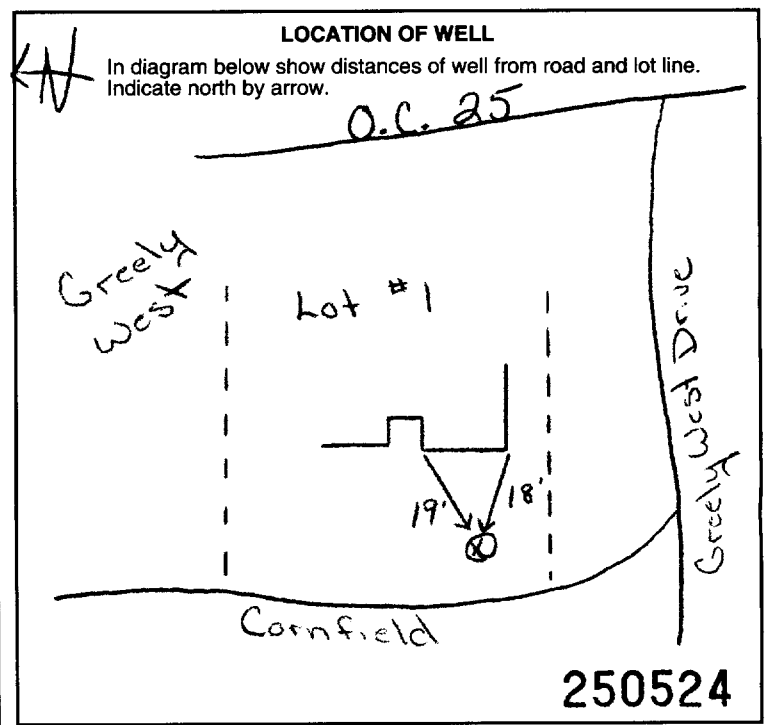 LOCATION OF WELL
N
In diagram below show distances of well from road and lot line.
Indicate north by arrow.
O.C. 25
Greely
West
Lot #1
Greely West Drive
19'
18'
X
Cornfield
250524